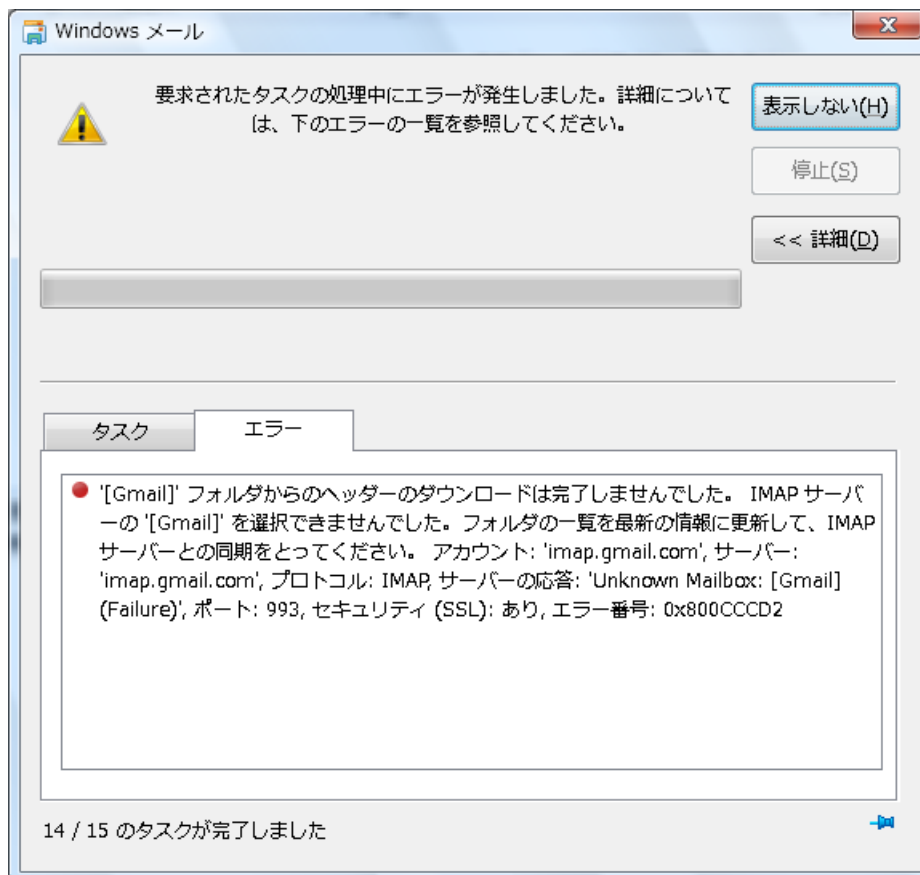 Windows メール
要求されたタスクの処理中にエラーが発生しました。詳細について
は、下のエラーの一覧を参照してください。
表示しない(H)
停止(S)
<< 詳細(D)
タスク
エラー
'[Gmail]' フォルダからのヘッダーのダウンロードは完了しませんでした。 IMAP サーバ
ーの '[Gmail]' を選択できませんでした。フォルダの一覧を最新の情報に更新して、IMAP
サーバーとの同期をとってください。 アカウント: 'imap.gmail.com', サーバー:
'imap.gmail.com', プロトコル: IMAP, サーバーの応答: 'Unknown Mailbox: [Gmail]
(Failure)', ポート: 993, セキュリティ (SSL): あり, エラー番号: 0x800CCCD2
14 / 15 のタスクが完了しました